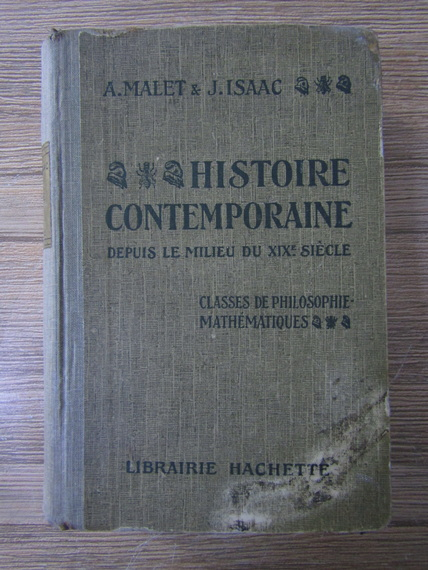 A. MALET & J. ISAAC
HISTOIRE
CONTEMPORAINE
DEPUIS LE MILIEU DU XIXE SIÈCLE
CLASSES DE PHILOSOPHIE-
MATHÉMATIQUES
LIBRAIRIE HACHETTE